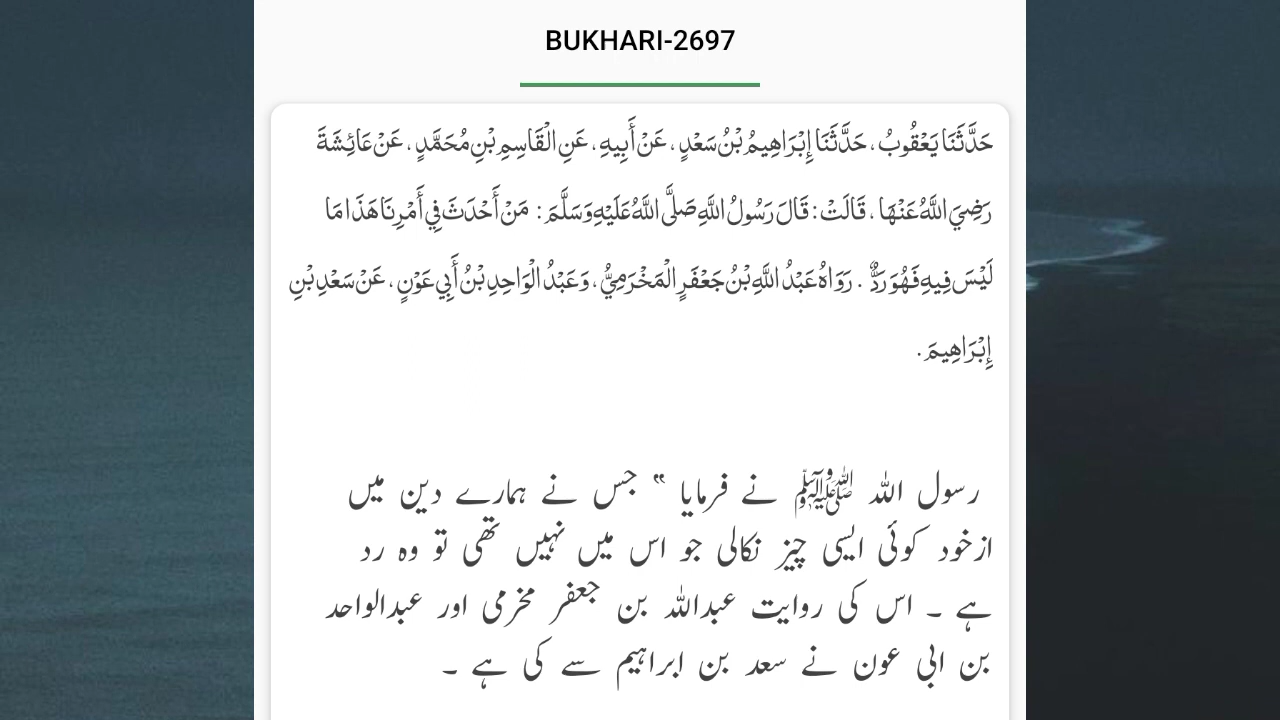 BUKHARI-2697
حَدَّثَنَا يَعْقُوبُ ، حَدَّثَنَا إِبْرَاهِيمُ بْنُ سَعْدٍ ، عَنْ أَبِيهِ ، عَنِ الْقَاسِمِ بْنِ مُحَمَّدٍ ، عَنْ عَائِشَةَ
رَضِيَ اللَّهُ عَنْهَا ، قَالَتْ : قَالَ رَسُولُ اللَّهِ صَلَّى اللَّهُ عَلَيْهِ وَسَلَّمَ : مَنْ أَحْدَثَ فِي أَمْرِنَا هَذَا مَا
لَيْسَ فِيهِ فَهُوَ رَدٌّ . رَوَاهُ عَبْدُ اللَّهِ بْنُ جَعْفَرٍ الْمَخْرَمِيُّ ، وَعَبْدُ الْوَاحِدِ بْنُ أَبِي عَوْنٍ ، عَنْ سَعْدِ بْنِ
إِبْرَاهِيمَ .
رسول اللہ ﷺ نے فرمایا ” جس نے ہمارے دین میں
ازخود کوئی ایسی چیز نکالی جو اس میں نہیں تھی تو وہ رد
ہے ۔ اس کی روایت عبداللہ بن جعفر مخرمی اور عبدالواحد
بن ابی عون نے سعد بن ابراہیم سے کی ہے ۔